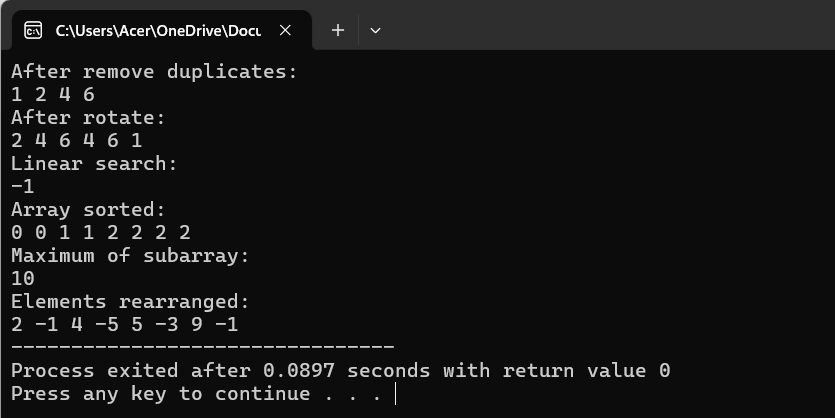 C:\Users\Acer\OneDrive\Docu
After remove duplicates:
1 2 4 6
After rotate:
2 4 6 4 6 1
Linear search:
-1
Array sorted:
0 0 1 1 2 2 2 2
Maximum of subarray:
10
Elements rearranged:
2 -1 4 -5 5 -3 9 -1
--------------------------------
Process exited after 0.0897 seconds with return value 0
Press any key to continue . . .